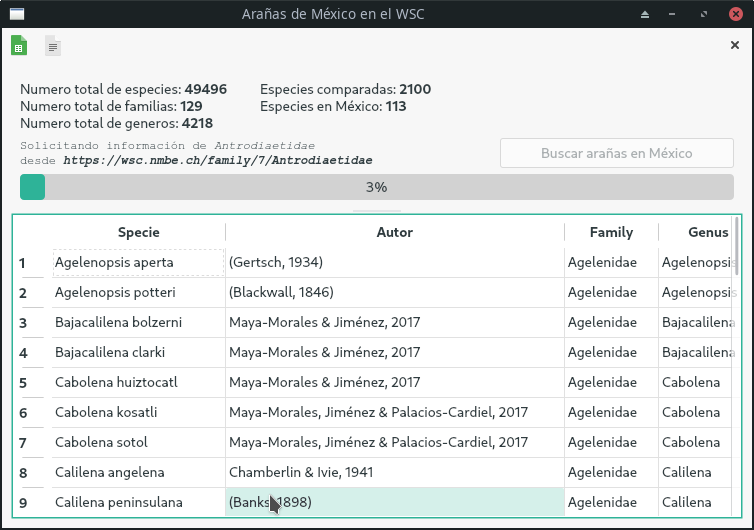 Arañas de México en el WSC
Numero total de especies: 49496 Especies comparadas: 2100
Numero total de familias: 129 Especies en México: 113
Numero total de generos: 4218
Solicitando información de Antrodiaetidae
desde https://wsc.nmbe.ch/family/7/Antrodiaetidae
Buscar arañas en México
3%
Specie Autor Family Genus
1 Agelenopsis aperta (Gertsch, 1934) Agelenidae Agelenopsis
2 Agelenopsis potteri (Blackwall, 1846) Agelenidae Agelenopsis
3 Bajacalilena bolzerni Maya-Morales & Jiménez, 2017 Agelenidae Bajacalilena
4 Bajacalilena clarki Maya-Morales & Jiménez, 2017 Agelenidae Bajacalilena
5 Cabolena huiztocatl Maya-Morales & Jiménez, 2017 Agelenidae Cabolena
6 Cabolena kosatli Maya-Morales, Jiménez & Palacios-Cardiel, 2017 Agelenidae Cabolena
7 Cabolena sotol Maya-Morales, Jiménez & Palacios-Cardiel, 2017 Agelenidae Cabolena
8 Calilena angelena Chamberlin & Ivie, 1941 Agelenidae Calilena
9 Calilena peninsulana (Banks, 1898) Agelenidae Calilena